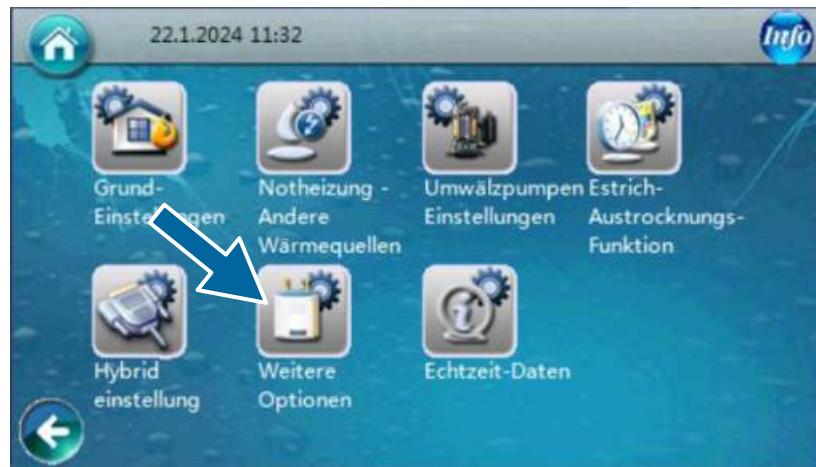 22.1.2024 11:32
Info
Grund-
Einstellungen
Notheizung -
Andere
Wärmequellen
Umwälzpumpen
Einstellungen
Estrich-
Austrocknungs-
Funktion
Hybrid
einstellung
Weitere
Optionen
Echtzeit-Daten